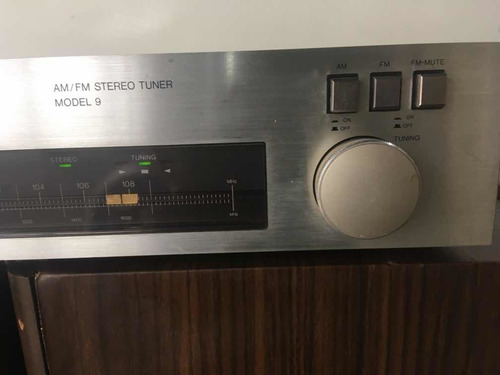 AM/FM STEREO TUNER
MODEL 9
AM FM FM-MUTE
ON ON
OFF OFF
TUNING
STEREO TUNING
104 106 108
MHz
kHz